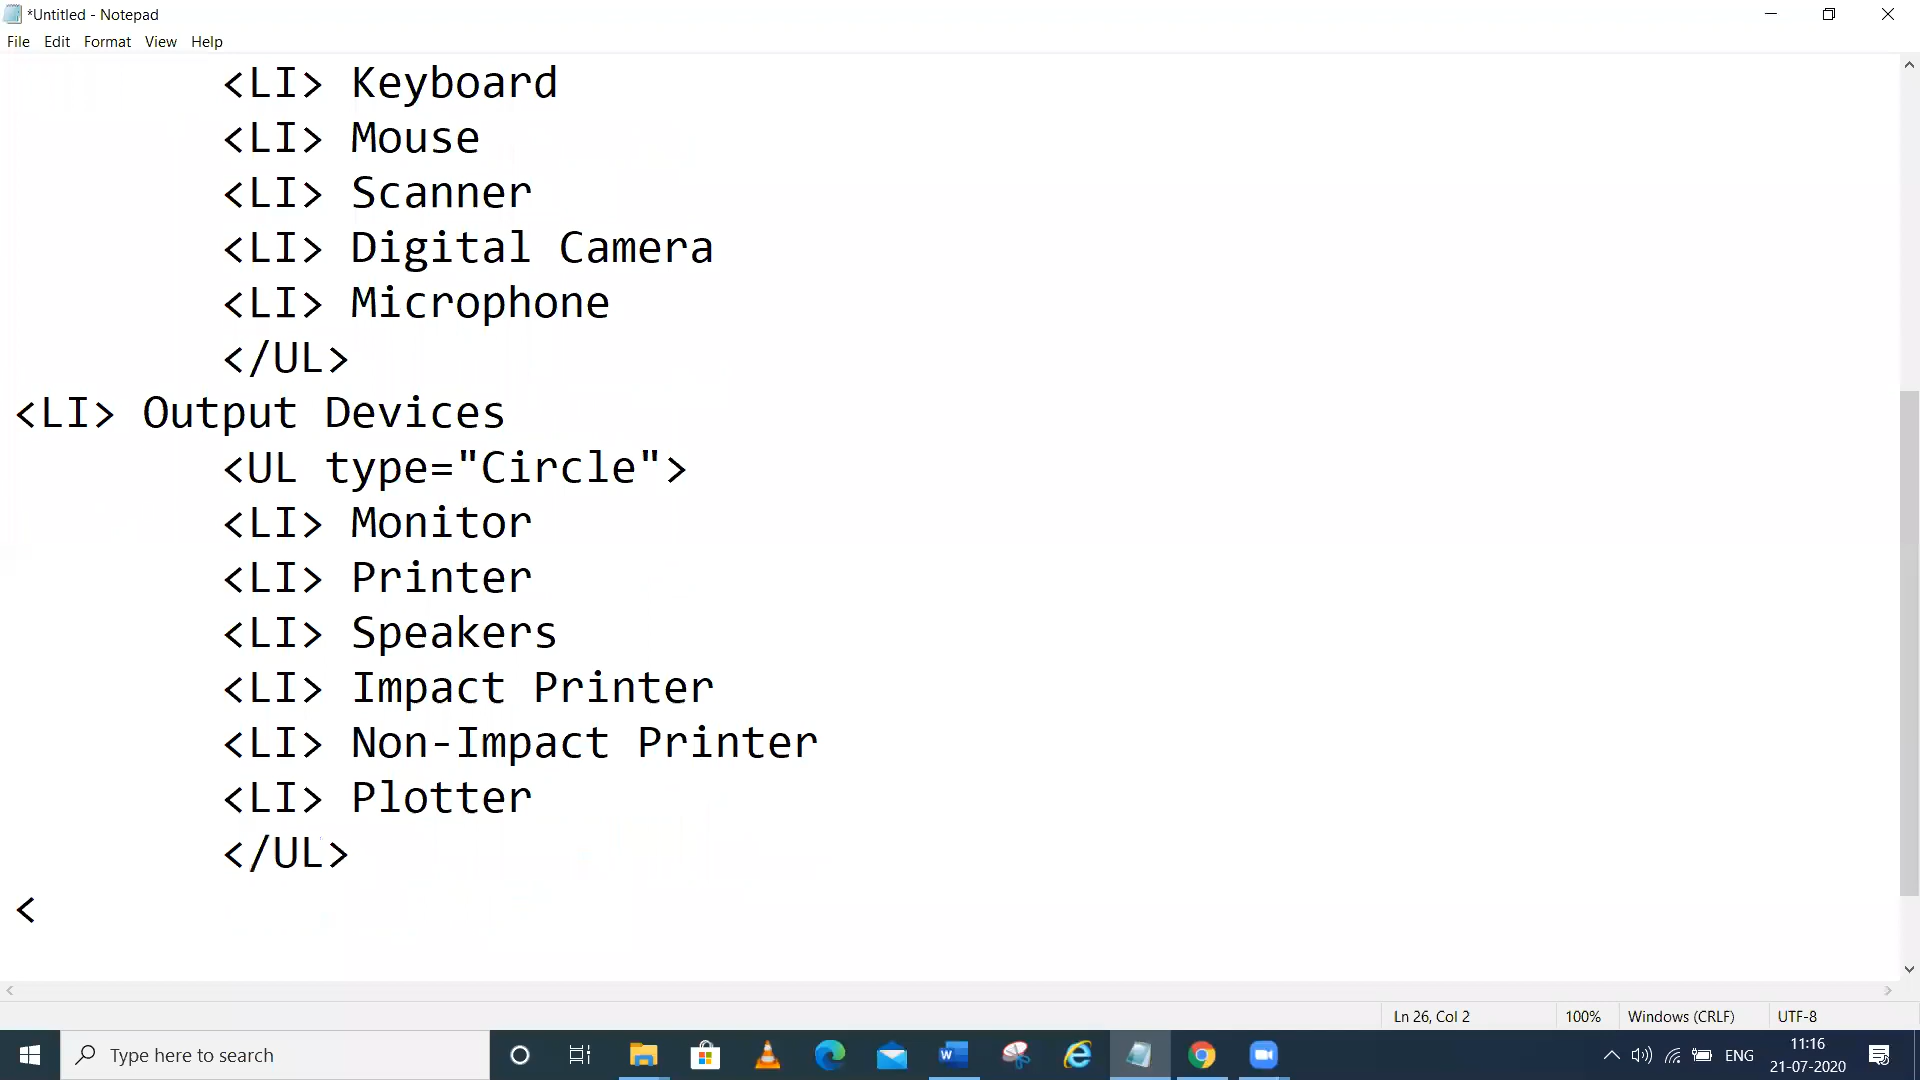 *Untitled - Notepad
File Edit Format View Help
<LI> Keyboard
<LI> Mouse
<LI> Scanner
<LI> Digital Camera
<LI> Microphone
</UL>
<LI> Output Devices
<UL type="Circle">
<LI> Monitor
<LI> Printer
<LI> Speakers
<LI> Impact Printer
<LI> Non-Impact Printer
<LI> Plotter
</UL>
<
Ln 26, Col 2 100% Windows (CRLF) UTF-8
Type here to search
ENG
11:16
21-07-2020